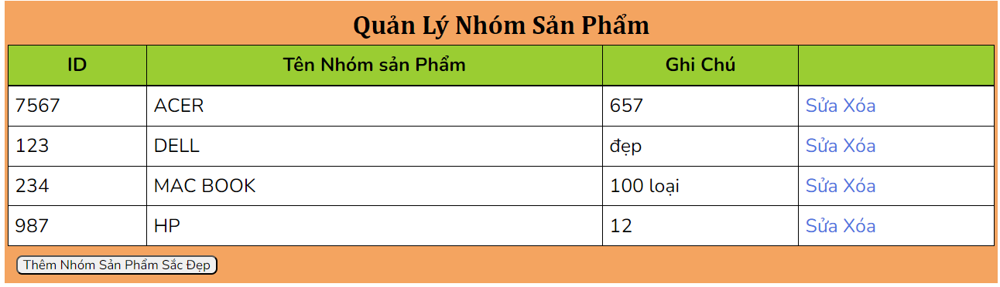 Quản Lý Nhóm Sản Phẩm
ID Tên Nhóm sản Phẩm Ghi Chú
7567 ACER 657 Sửa Xóa
123 DELL đẹp Sửa Xóa
234 MAC BOOK 100 loại Sửa Xóa
987 HP 12 Sửa Xóa
Thêm Nhóm Sản Phẩm Sắc Đẹp